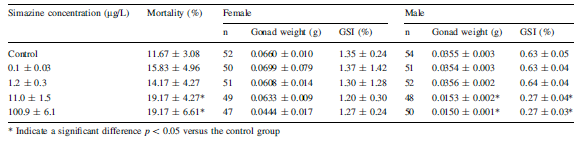 Simazine concentration (μg/L) Mortality (%) Female Male
n Gonad weight (g) GSI (%) n Gonad weight (g) GSI (%)
Control 11.67 ± 3.08 52 0.0660 ± 0.010 1.35 ± 0.24 54 0.0355 ± 0.003 0.63 ± 0.05
0.1 ± 0.03 15.83 ± 4.96 50 0.0699 ± 0.079 1.37 ± 1.42 51 0.0354 ± 0.003 0.63 ± 0.04
1.2 ± 0.3 14.17 ± 4.27 51 0.0608 ± 0.014 1.30 ± 1.28 52 0.0356 ± 0.002 0.64 ± 0.04
11.0 ± 1.5 19.17 ± 4.27* 49 0.0633 ± 0.009 1.20 ± 0.30 48 0.0153 ± 0.002* 0.27 ± 0.04*
100.9 ± 6.1 19.17 ± 6.61* 47 0.0444 ± 0.017 1.27 ± 0.24 50 0.0150 ± 0.001* 0.27 ± 0.03*
* Indicate a significant difference p < 0.05 versus the control group